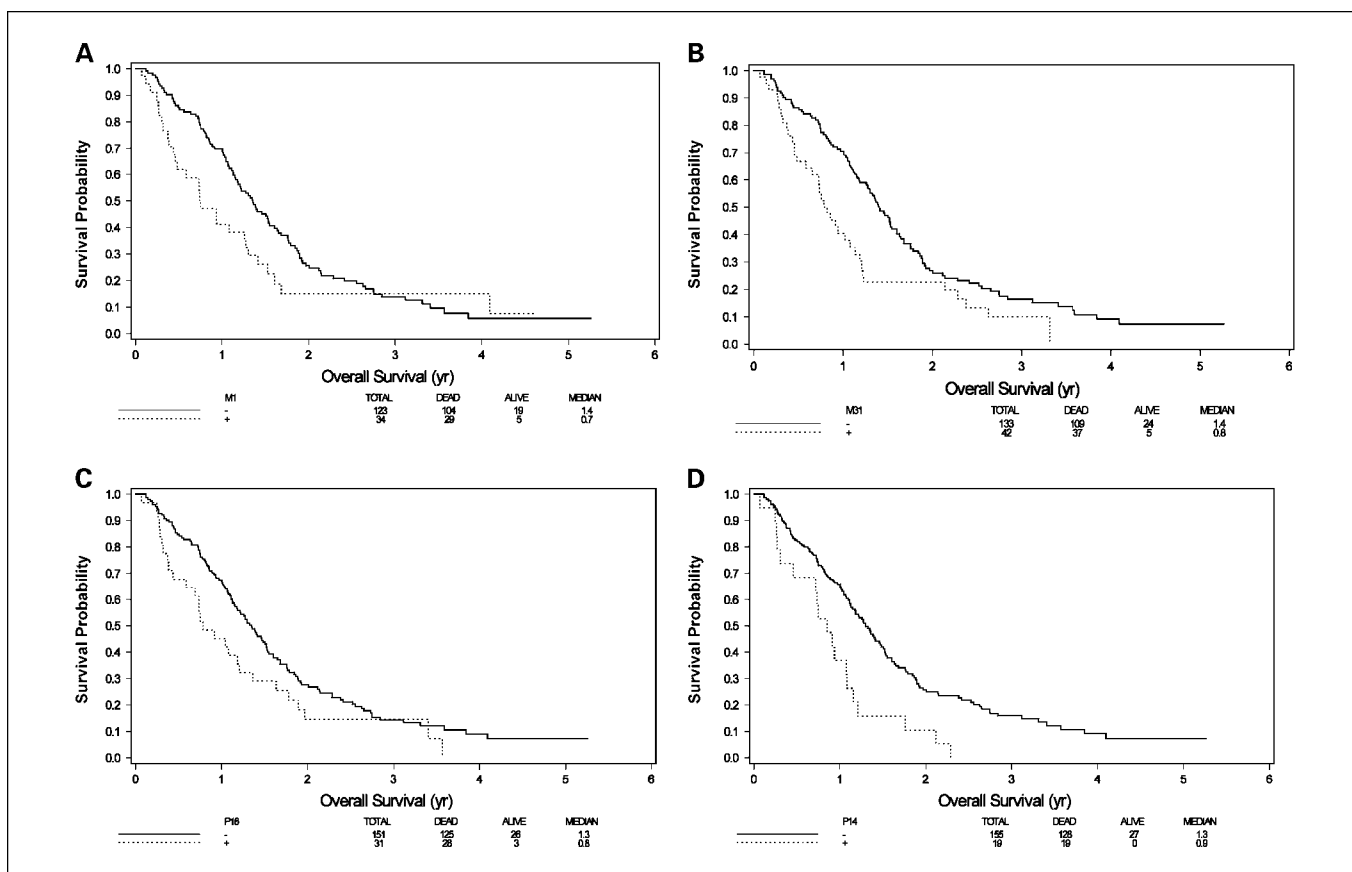 A
1.0
0.9
0.8
0.7
0.6
0.5
0.4
0.3
0.2
0.1
0.0
Survival Probability
0 1 2 3 4 5 6
Overall Survival (yr)
M1 TOTAL DEAD ALIVE MEDIAN
- 123 104 19 1.4
+ 34 29 5 0.7
B
1.0
0.9
0.8
0.7
0.6
0.5
0.4
0.3
0.2
0.1
0.0
Survival Probability
0 1 2 3 4 5 6
Overall Survival (yr)
M31 TOTAL DEAD ALIVE MEDIAN
- 133 109 24 1.4
+ 42 37 5 0.8
C
1.0
0.9
0.8
0.7
0.6
0.5
0.4
0.3
0.2
0.1
0.0
Survival Probability
0 1 2 3 4 5 6
Overall Survival (yr)
P16 TOTAL DEAD ALIVE MEDIAN
- 151 125 26 1.3
+ 31 28 3 0.8
D
1.0
0.9
0.8
0.7
0.6
0.5
0.4
0.3
0.2
0.1
0.0
Survival Probability
0 1 2 3 4 5 6
Overall Survival (yr)
P14 TOTAL DEAD ALIVE MEDIAN
- 155 128 27 1.3
+ 19 19 0 0.9